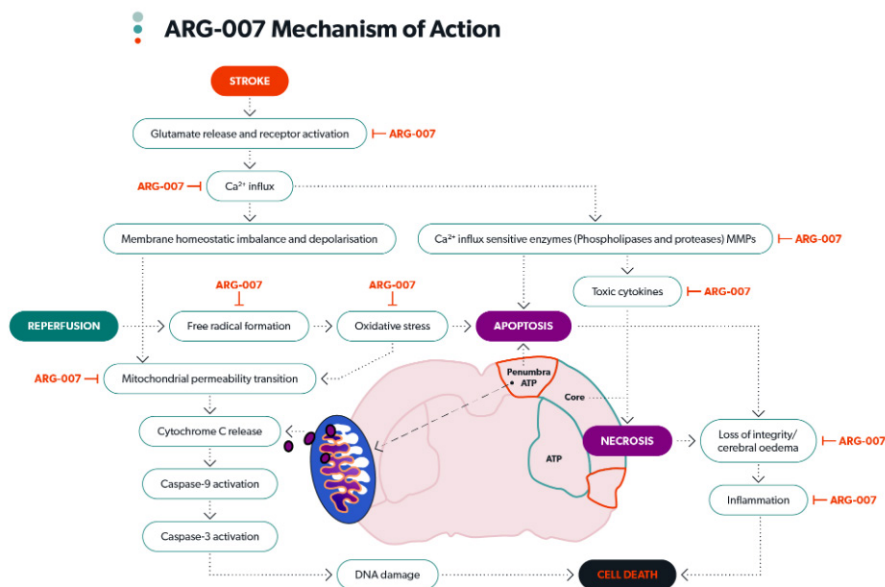 ARG-007 Mechanism of Action
STROKE
Glutamate release and receptor activation
ARG-007
ARG-007
Ca²⁺ influx
Membrane homeostatic imbalance and depolarisation
Ca²⁺ influx sensitive enzymes (Phospholipases and proteases) MMPs
ARG-007
ARG-007
ARG-007
Toxic cytokines
ARG-007
REPERFUSION
Free radical formation
Oxidative stress
APOPTOSIS
ARG-007
Mitochondrial permeability transition
Penumbra
ATP
Core
Cytochrome C release
ATP
NECROSIS
Loss of integrity/
cerebral oedema
ARG-007
Caspase-9 activation
Inflammation
ARG-007
Caspase-3 activation
DNA damage
CELL DEATH